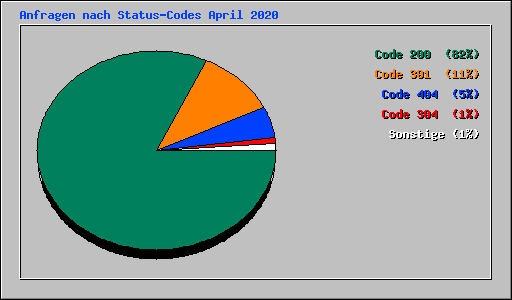 Anfragen nach Status-Codes April 2020
Code 200 (82%)
Code 301 (11%)
Code 404 (5%)
Code 304 (1%)
Sonstige (1%)